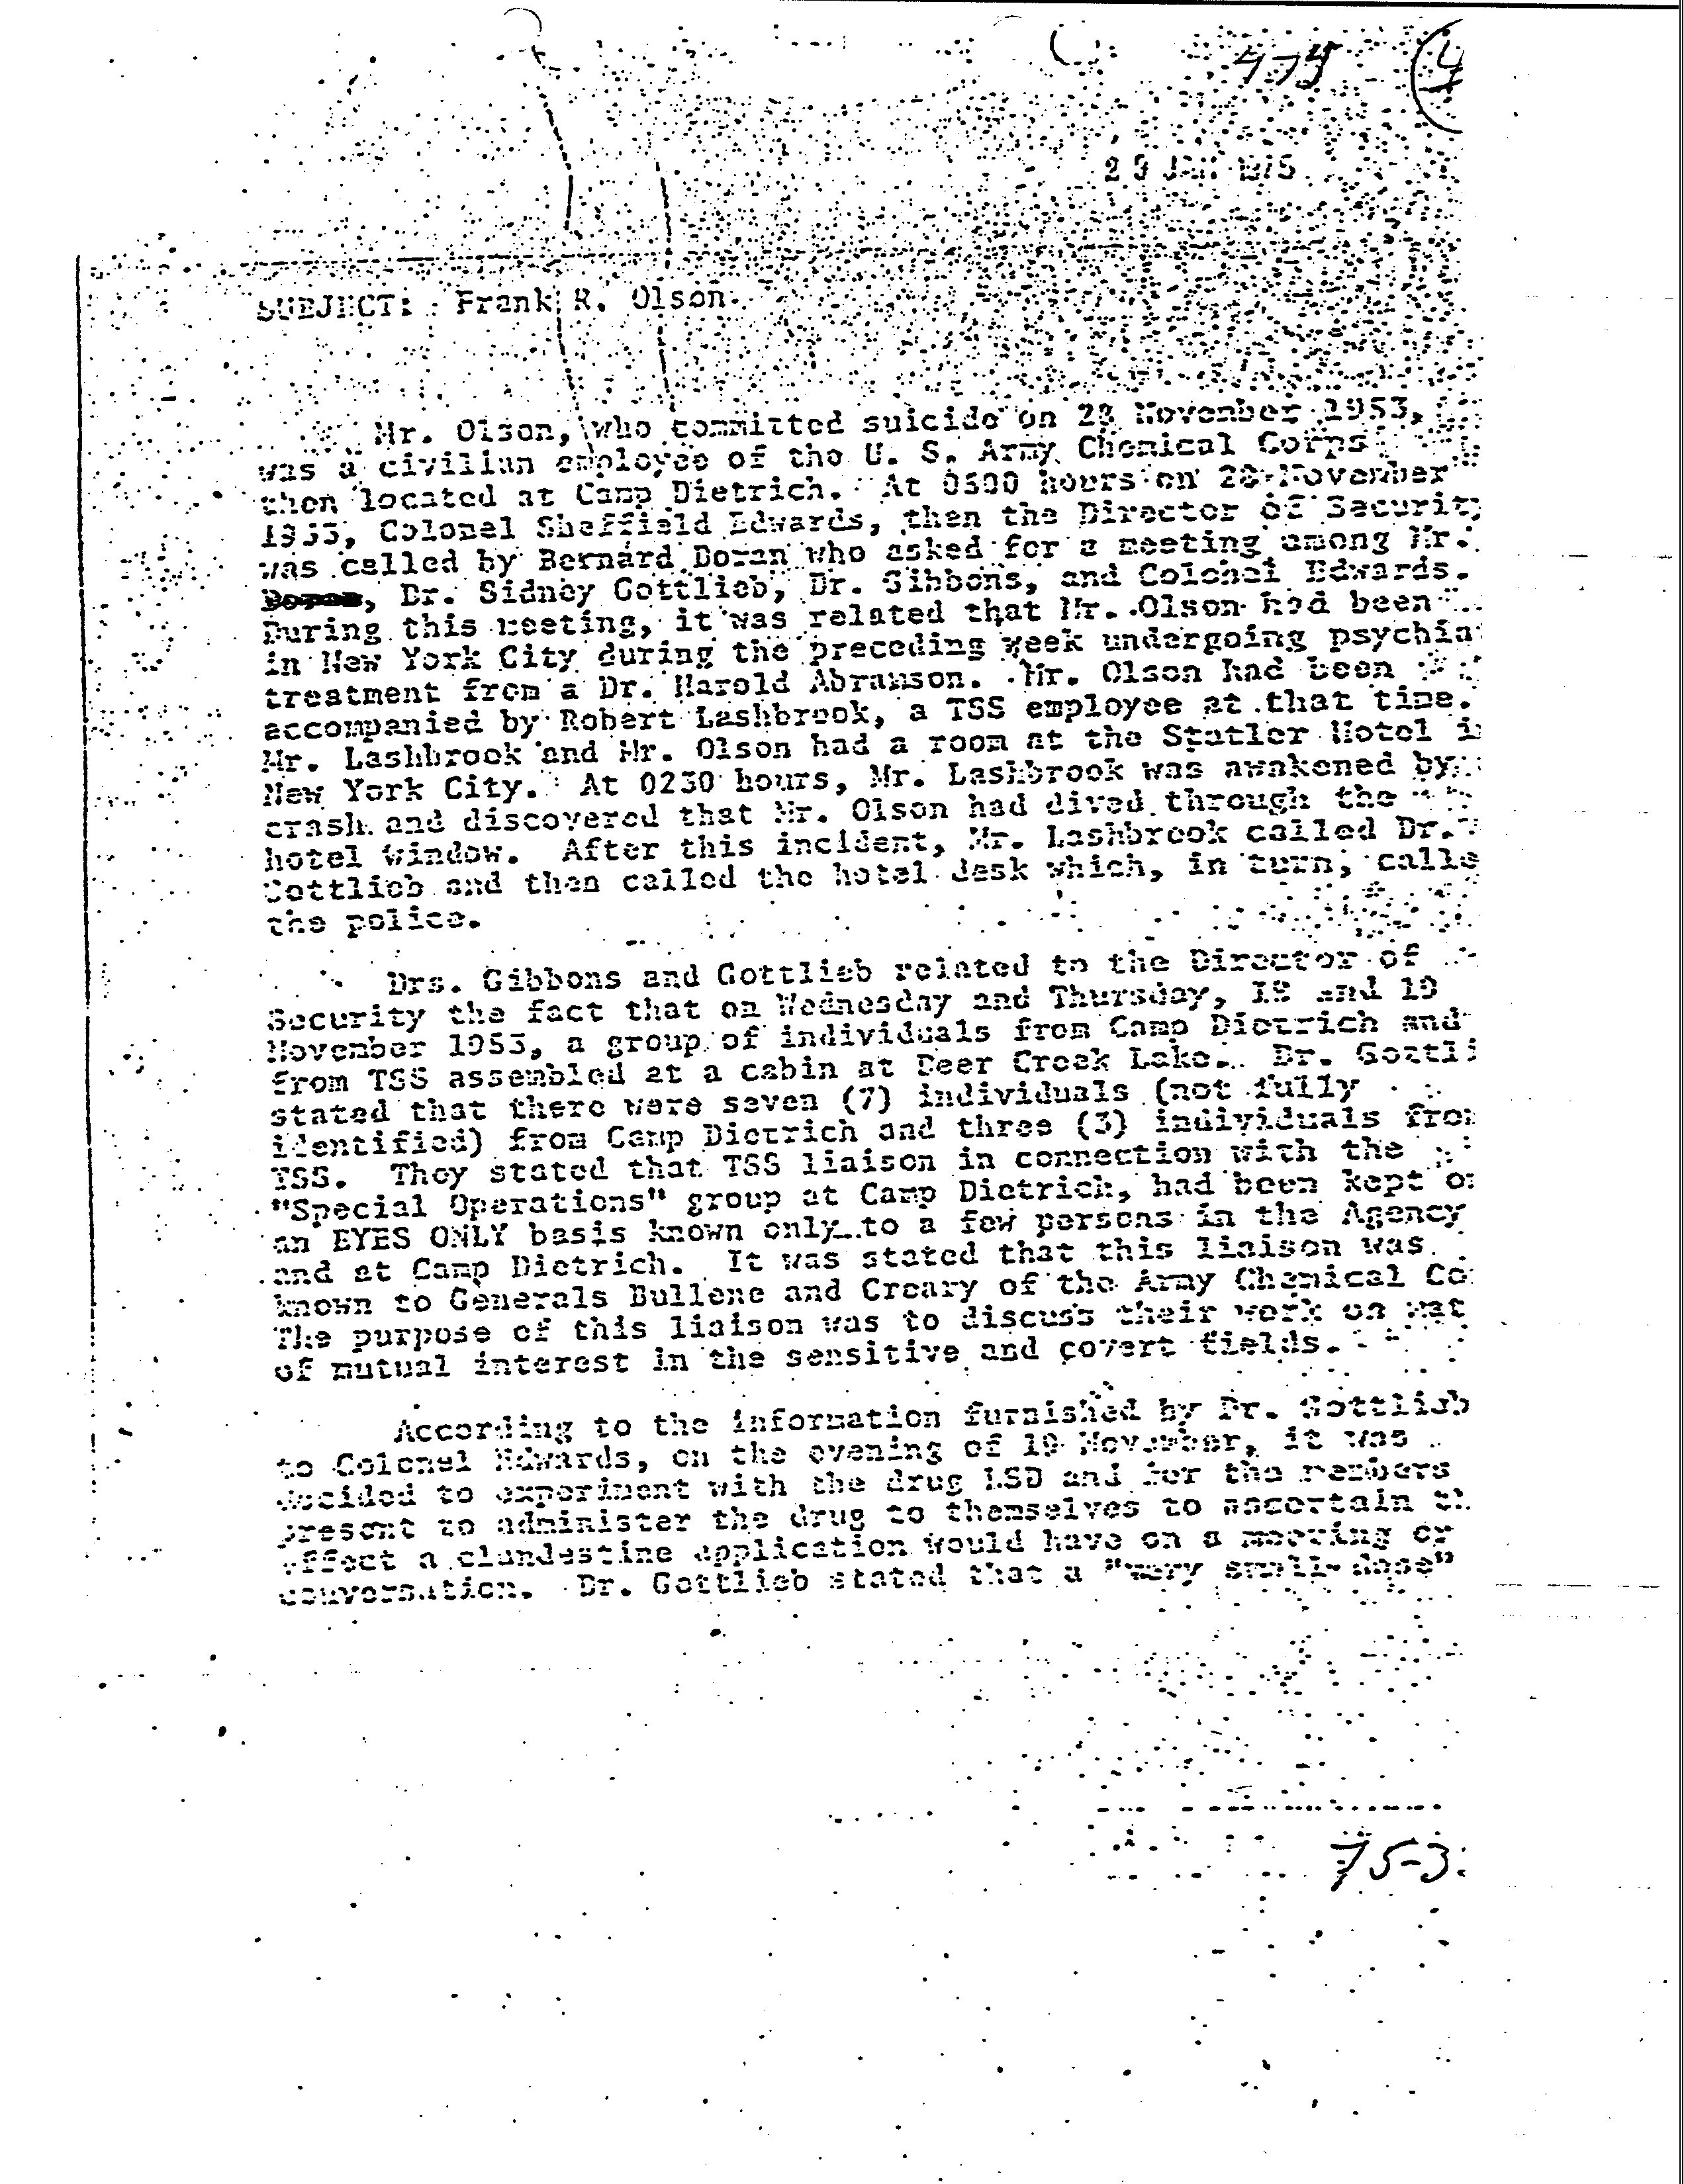 474 4
2 9 JAN 1975
SUBJECT: Frank R. Olson.
Mr. Olson, who committed suicide on 28 November 1953,
was a civilian employee of the U. S. Army Chemical Corps
then located at Camp Dietrich. At 0500 hours on 28 November
1953, Colonel Sheffield Edwards, then the Director of Security
was called by Bernard Doran who asked for a meeting among Mr.
Doran, Dr. Sidney Gottlieb, Dr. Gibbons, and Colonel Edwards.
During this meeting, it was related that Mr. Olson had been
in New York City during the preceding week undergoing psychia
treatment from a Dr. Harold Abramson. Mr. Olson had been
accompanied by Robert Lashbrook, a TSS employee at that time.
Mr. Lashbrook and Mr. Olson had a room at the Statler Hotel i
New York City. At 0230 hours, Mr. Lashbrook was awakened by
crash and discovered that Mr. Olson had dived through the
hotel window. After this incident, Mr. Lashbrook called Dr.
Gottlieb and then called the hotel desk which, in turn, calle
the police.
Drs. Gibbons and Gottlieb related to the Director of
Security the fact that on Wednesday and Thursday, 18 and 19
November 1953, a group of individuals from Camp Dietrich and
from TSS assembled at a cabin at Deer Creek Lake. Dr. Gottli
stated that there were seven (7) individuals (not fully
identified) from Camp Dietrich and three (3) individuals from
TSS. They stated that TSS liaison in connection with the
"Special Operations" group at Camp Dietrich, had been kept o
an EYES ONLY basis known only to a few persons in the Agency
and at Camp Dietrich. It was stated that this liaison was
known to Generals Bullene and Creary of the Army Chemical Co
The purpose of this liaison was to discuss their work on mat
of mutual interest in the sensitive and covert fields.
According to the information furnished by Dr. Gottlieb
to Colonel Edwards, on the evening of 19 November, it was
decided to experiment with the drug LSD and for the members
present to administer the drug to themselves to ascertain th
effect a clandestine application would have on a meeting or
conversation. Dr. Gottlieb stated that a "very small dose"
75-3